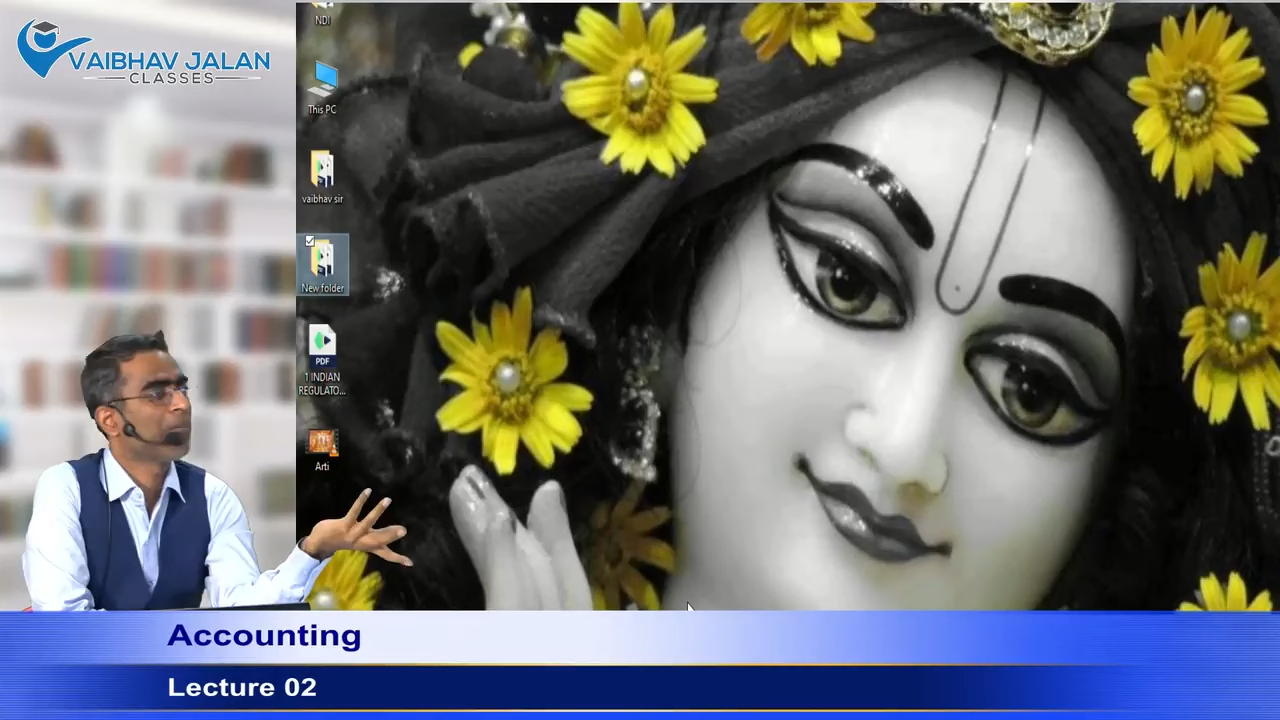 VAIBHAV JALAN
CLASSES
NDI
This PC
vaibhav sir
New folder
PDF
1 INDIAN
REGULATO...
Arti
Accounting
Lecture 02